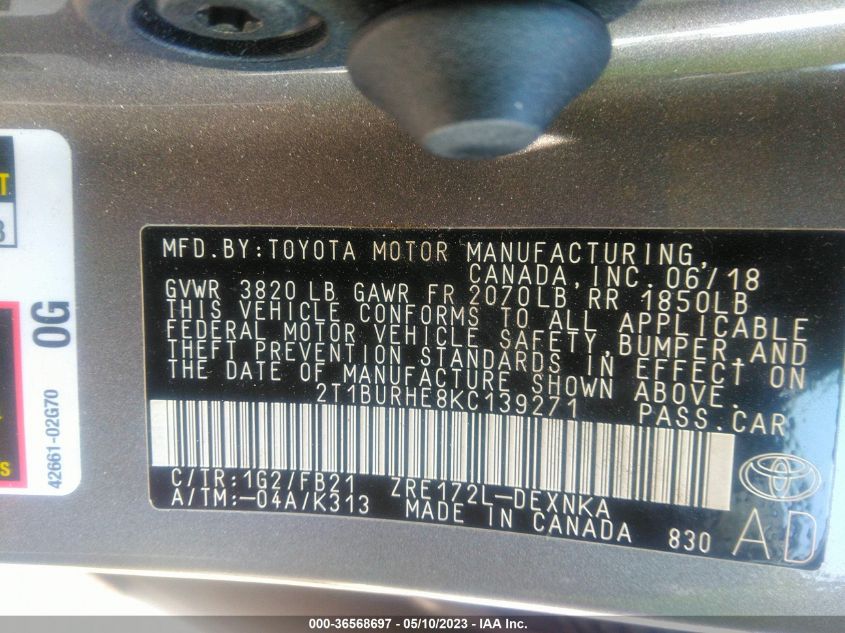 MFD.BY:TOYOTA MOTOR MANUFACTURING,
CANADA,INC.06/18
GVWR 3820 LB GAWR FR 2070LB RR 1850LB
THIS VEHICLE CONFORMS TO ALL APPLICABLE
FEDERAL MOTOR VEHICLE SAFETY,BUMPER,AND
THEFT PREVENTION STANDARDS IN EFFECT ON
THE DATE OF MANUFACTURE SHOWN ABOVE.
2T1BURHE8KC139271 PASS.CAR
C/TR:1G2/FB21 ZRE172L-DEXNKA
A/TM:-04A/K313 MADE IN CANADA 830
AD
0G
42661-02G70
000-36568697 - 05/10/2023 - IAA Inc.